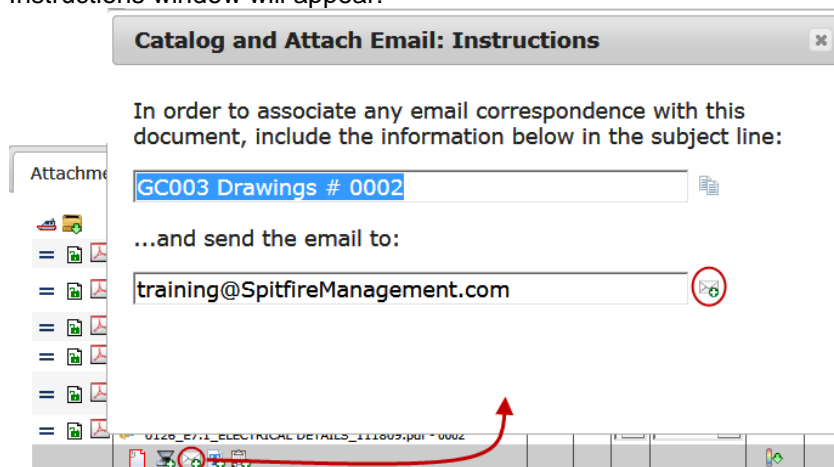 Instructions window will appear.
Catalog and Attach Email: Instructions
In order to associate any email correspondence with this
document, include the information below in the subject line:
Attachme
GC003 Drawings # 0002
...and send the email to:
training@SpitfireManagement.com
0126_E7.1_ELECTRICAL DETAILS_111809.pdf - 0002